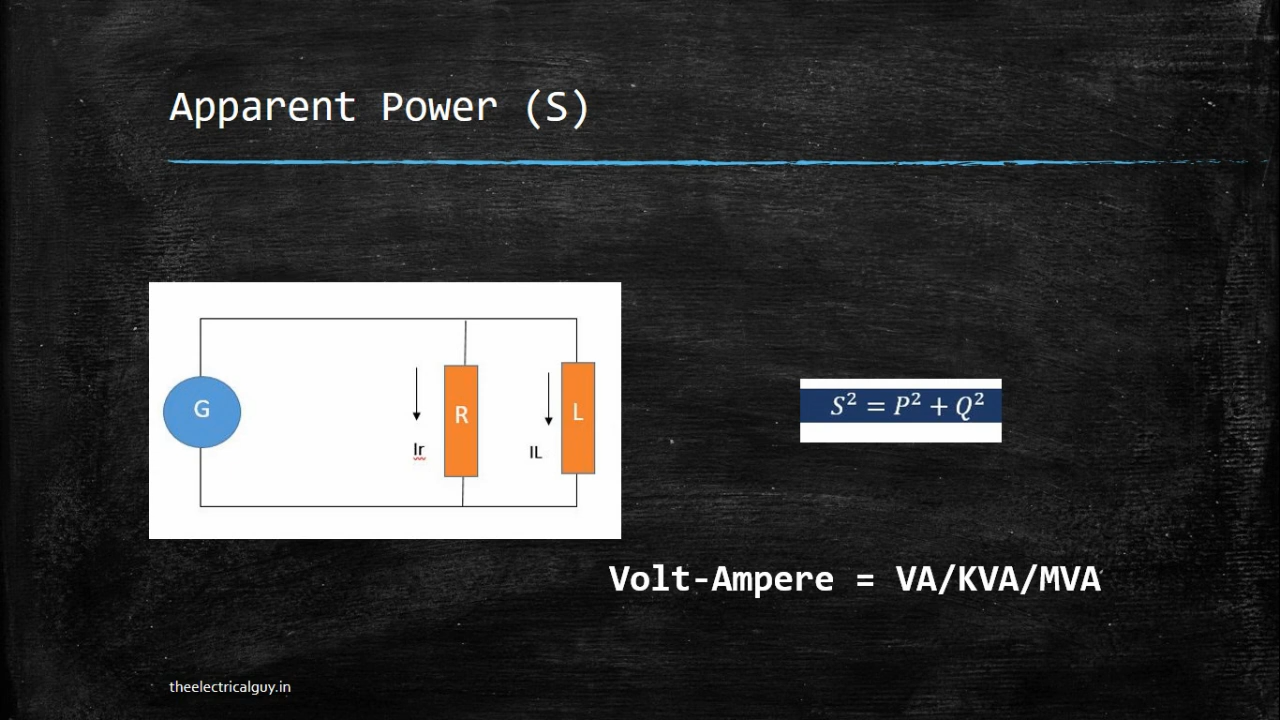 Apparent Power (S)
G
R
L
Ir
IL
S² = P² + Q²
Volt-Ampere = VA/KVA/MVA
theelectricalguy.in